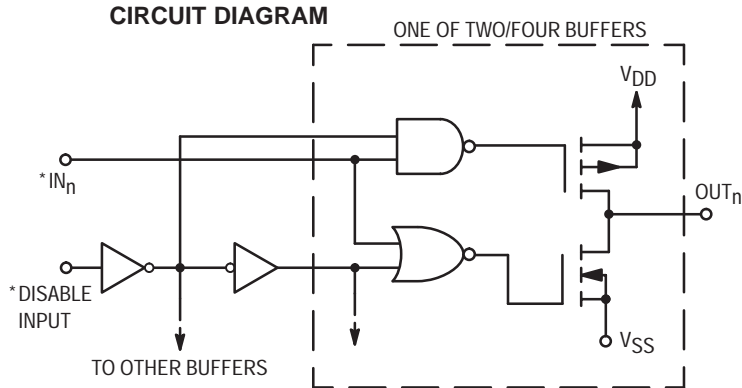 CIRCUIT DIAGRAM
ONE OF TWO/FOUR BUFFERS
VDD
*INn
OUTn
*DISABLE
INPUT
VSS
TO OTHER BUFFERS